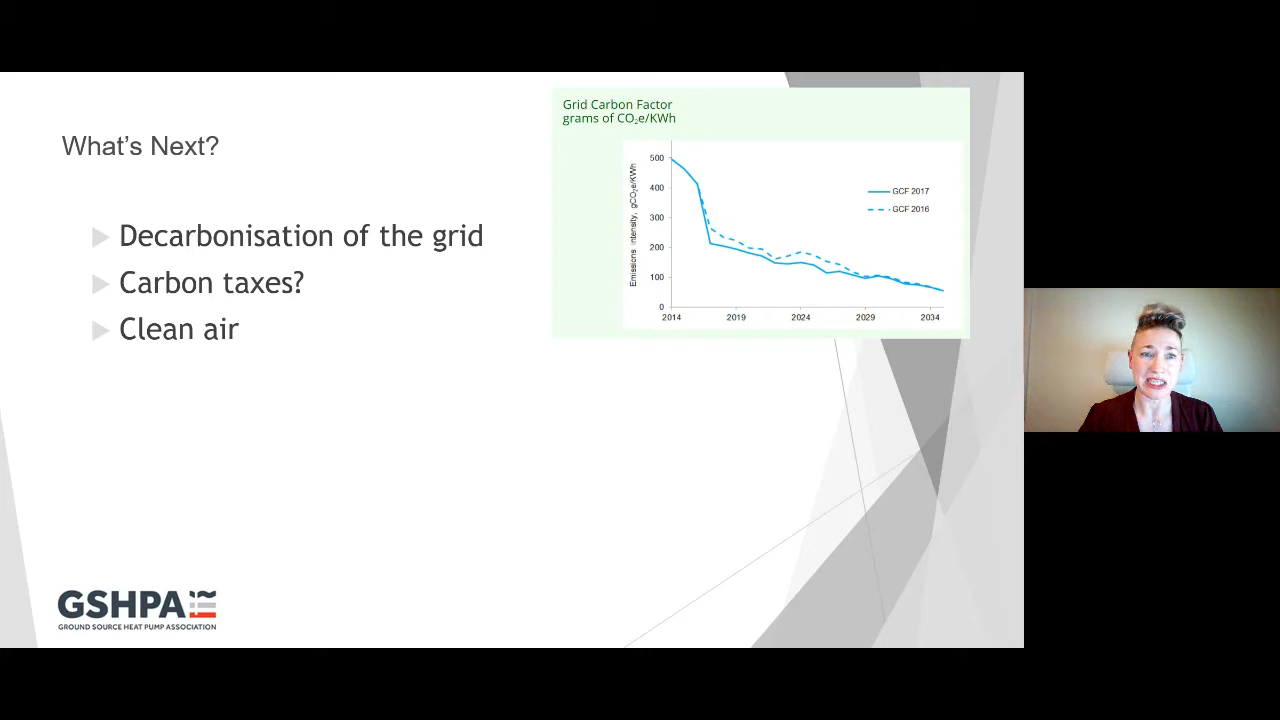 What's Next?
Decarbonisation of the grid
Carbon taxes?
Clean air
Grid Carbon Factor
grams of CO₂e/KWh
Emissions intensity, gCO₂e/KWh
500
400
300
200
100
0
2014
2019
2024
2029
2034
GCF 2017
GCF 2016
GSHPA
GROUND SOURCE HEAT PUMP ASSOCIATION